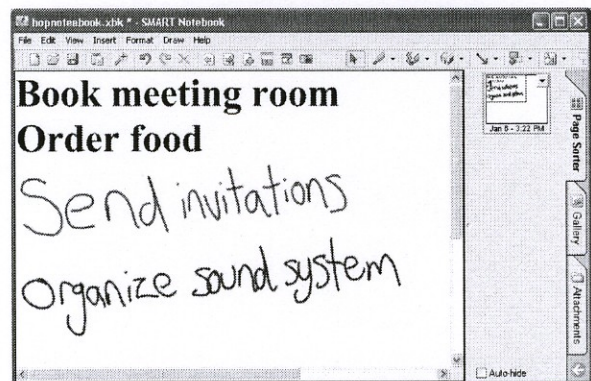 hopnotenbook.xbk * - SMART Notebook
File Edit View Insert Format Draw Help
Book meeting room
Order food
Send invitations
organize sound system
Jan 5 - 3:22 PM
Page Sorter
Gallery
Attachments
Auto-hide